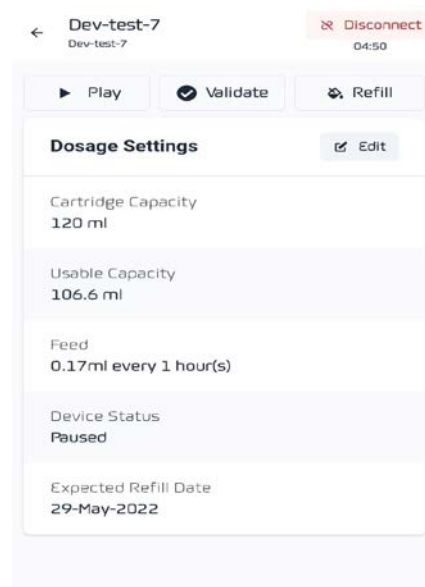 Dev-test-7
Disconnect
Dev-test-7
04:50
Play
Validate
Refill
Dosage Settings
Edit
Cartridge Capacity
120 ml
Usable Capacity
106.6 ml
Feed
0.17ml every 1 hour(s)
Device Status
Paused
Expected Refill Date
29-May-2022